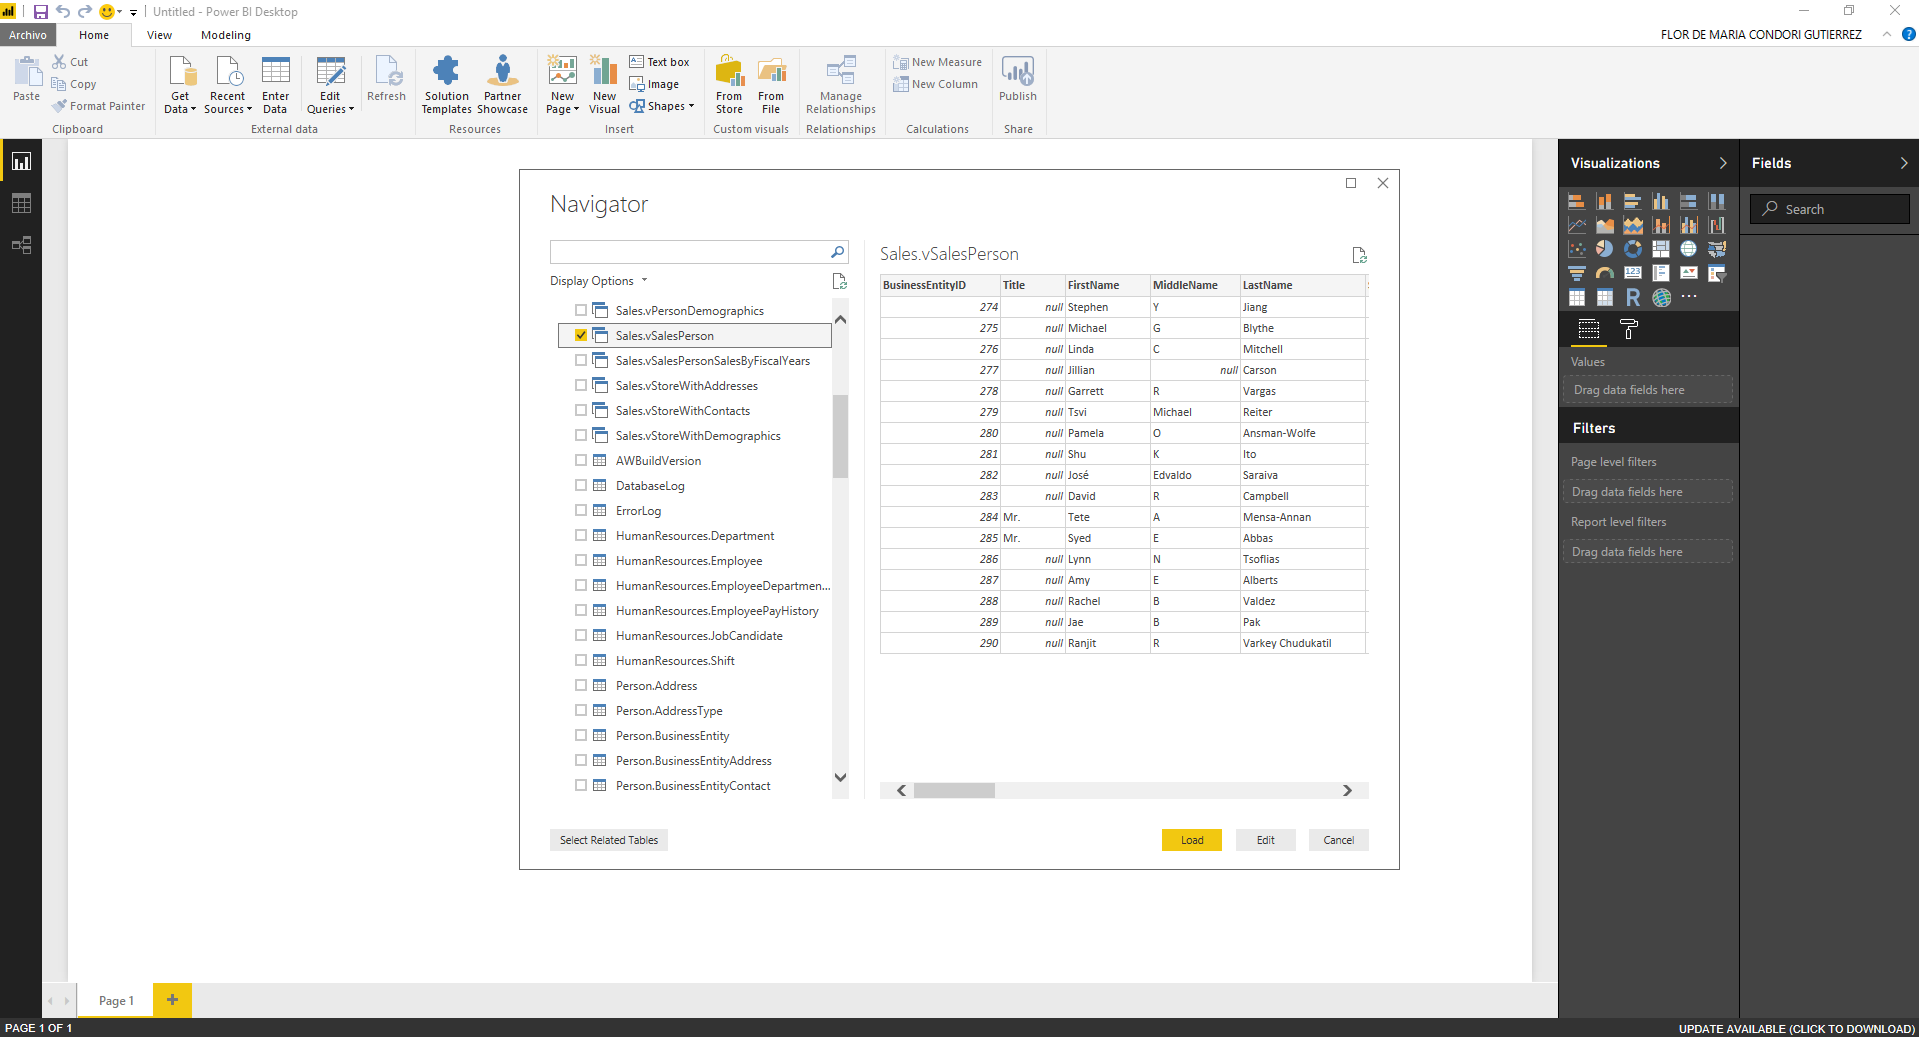 Untitled - Power BI Desktop
Archivo Home View Modeling FLOR DE MARIA CONDORI GUTIERREZ ?
Paste Cut Copy Format Painter Clipboard
Get Data Recent Sources Enter Data Edit Queries Refresh External data
Solution Templates Partner Showcase Resources
New Page New Visual Text box Image Shapes Insert
From Store From File Custom visuals
Manage Relationships Relationships
New Measure New Column Calculations
Publish Share
Navigator
Display Options
Sales.vPersonDemographics
Sales.vSalesPerson
Sales.vSalesPersonSalesByFiscalYears
Sales.vStoreWithAddresses
Sales.vStoreWithContacts
Sales.vStoreWithDemographics
AWBuildVersion
DatabaseLog
ErrorLog
HumanResources.Department
HumanResources.Employee
HumanResources.EmployeeDepartmen...
HumanResources.EmployeePayHistory
HumanResources.JobCandidate
HumanResources.Shift
Person.Address
Person.AddressType
Person.BusinessEntity
Person.BusinessEntityAddress
Person.BusinessEntityContact
Select Related Tables
Sales.vSalesPerson
BusinessEntityID Title FirstName MiddleName LastName
274 null Stephen Y Jiang
275 null Michael G Blythe
276 null Linda C Mitchell
277 null Jillian null Carson
278 null Garrett R Vargas
279 null Tsvi Michael Reiter
280 null Pamela O Ansman-Wolfe
281 null Shu K Ito
282 null José Edvaldo Saraiva
283 null David R Campbell
284 Mr. Tete A Mensa-Annan
285 Mr. Syed E Abbas
286 null Lynn N Tsoflias
287 null Amy E Alberts
288 null Rachel B Valdez
289 null Jae B Pak
290 null Ranjit R Varkey Chudukatil
Load Edit Cancel
Visualizations
123
R
Values
Drag data fields here
Filters
Page level filters
Drag data fields here
Report level filters
Drag data fields here
Fields
Search
Page 1
PAGE 1 OF 1
UPDATE AVAILABLE (CLICK TO DOWNLOAD)